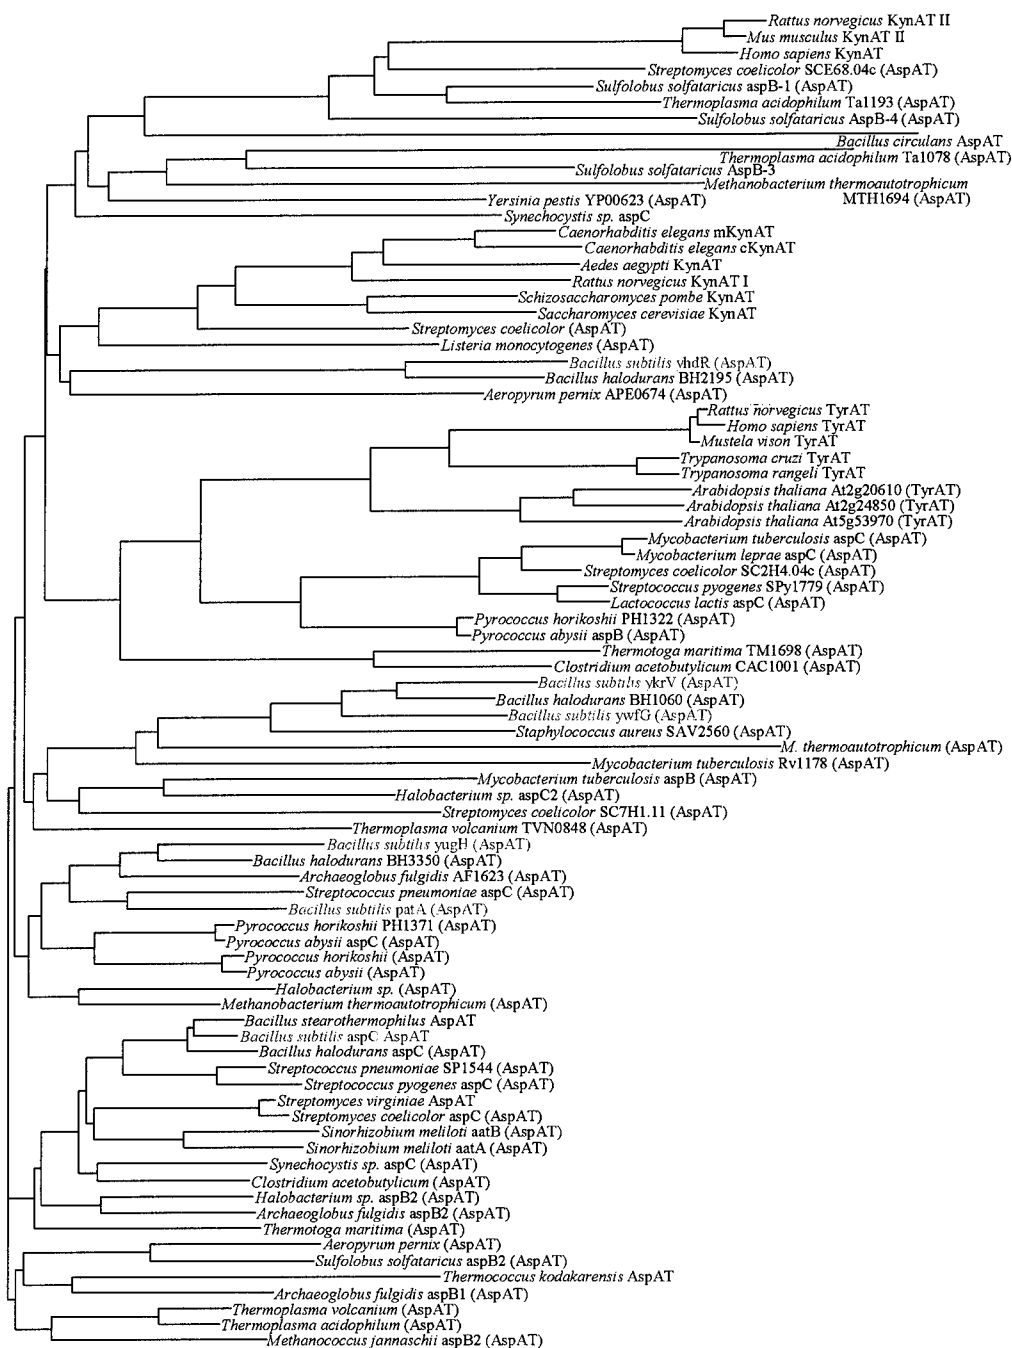 Rattus norvegicus KynAT II
Mus musculus KynAT II
Homo sapiens KynAT
Streptomyces coelicolor SCE68.04c (AspAT)
Sulfolobus solfataricus aspB-1 (AspAT)
Thermoplasma acidophilum Ta1193 (AspAT)
Sulfolobus solfataricus AspB-4 (AspAT)
Bacillus circulans AspAT
Thermoplasma acidophilum Ta1078 (AspAT)
Sulfolobus solfataricus AspB-3
Methanobacterium thermoautotrophicum
Yersinia pestis YP00623 (AspAT) MTH1694 (AspAT)
Synechocystis sp. aspC
Caenorhabditis elegans mKynAT
Caenorhabditis elegans cKynAT
Aedes aegypti KynAT
Rattus norvegicus KynAT I
Schizosaccharomyces pombe KynAT
Saccharomyces cerevisiae KynAT
Streptomyces coelicolor (AspAT)
Listeria monocytogenes (AspAT)
Bacillus subtilis yhdR (AspAT)
Bacillus halodurans BH2195 (AspAT)
Aeropyrum pernix APE0674 (AspAT)
Rattus norvegicus TyrAT
Homo sapiens TyrAT
Mustela vison TyrAT
Trypanosoma cruzi TyrAT
Trypanosoma rangeli TyrAT
Arabidopsis thaliana At2g20610 (TyrAT)
Arabidopsis thaliana At2g24850 (TyrAT)
Arabidopsis thaliana At5g53970 (TyrAT)
Mycobacterium tuberculosis aspC (AspAT)
Mycobacterium leprae aspC (AspAT)
Streptomyces coelicolor SC2H4.04c (AspAT)
Streptococcus pyogenes SPy1779 (AspAT)
Lactococcus lactis aspC (AspAT)
Pyrococcus horikoshii PH1322 (AspAT)
Pyrococcus abysii aspB (AspAT)
Thermotoga maritima TM1698 (AspAT)
Clostridium acetobutylicum CAC1001 (AspAT)
Bacillus subtilis ykrV (AspAT)
Bacillus halodurans BH1060 (AspAT)
Bacillus subtilis ywfG (AspAT)
Staphylococcus aureus SAV2560 (AspAT)
M. thermoautotrophicum (AspAT)
Mycobacterium tuberculosis Rv1178 (AspAT)
Mycobacterium tuberculosis aspB (AspAT)
Halobacterium sp. aspC2 (AspAT)
Streptomyces coelicolor SC7H1.11 (AspAT)
Thermoplasma volcanium TVN0848 (AspAT)
Bacillus subtilis yugH (AspAT)
Bacillus halodurans BH3350 (AspAT)
Archaeoglobus fulgidis AF1623 (AspAT)
Streptococcus pneumoniae aspC (AspAT)
Bacillus subtilis patA (AspAT)
Pyrococcus horikoshii PH1371 (AspAT)
Pyrococcus abysii aspC (AspAT)
Pyrococcus horikoshii (AspAT)
Pyrococcus abysii (AspAT)
Halobacterium sp. (AspAT)
Methanobacterium thermoautotrophicum (AspAT)
Bacillus stearothermophilus AspAT
Bacillus subtilis aspC AspAT
Bacillus halodurans aspC (AspAT)
Streptococcus pneumoniae SP1544 (AspAT)
Streptococcus pyogenes aspC (AspAT)
Streptomyces virginiae AspAT
Streptomyces coelicolor aspC (AspAT)
Sinorhizobium meliloti aatB (AspAT)
Sinorhizobium meliloti aatA (AspAT)
Synechocystis sp. aspC (AspAT)
Clostridium acetobutylicum (AspAT)
Halobacterium sp. aspB2 (AspAT)
Archaeoglobus fulgidis aspB2 (AspAT)
Thermotoga maritima (AspAT)
Aeropyrum pernix (AspAT)
Sulfolobus solfataricus aspB2 (AspAT)
Thermococcus kodakarensis AspAT
Archaeoglobus fulgidis aspB1 (AspAT)
Thermoplasma volcanium (AspAT)
Thermoplasma acidophilum (AspAT)
Methanococcus jannaschii aspB2 (AspAT)